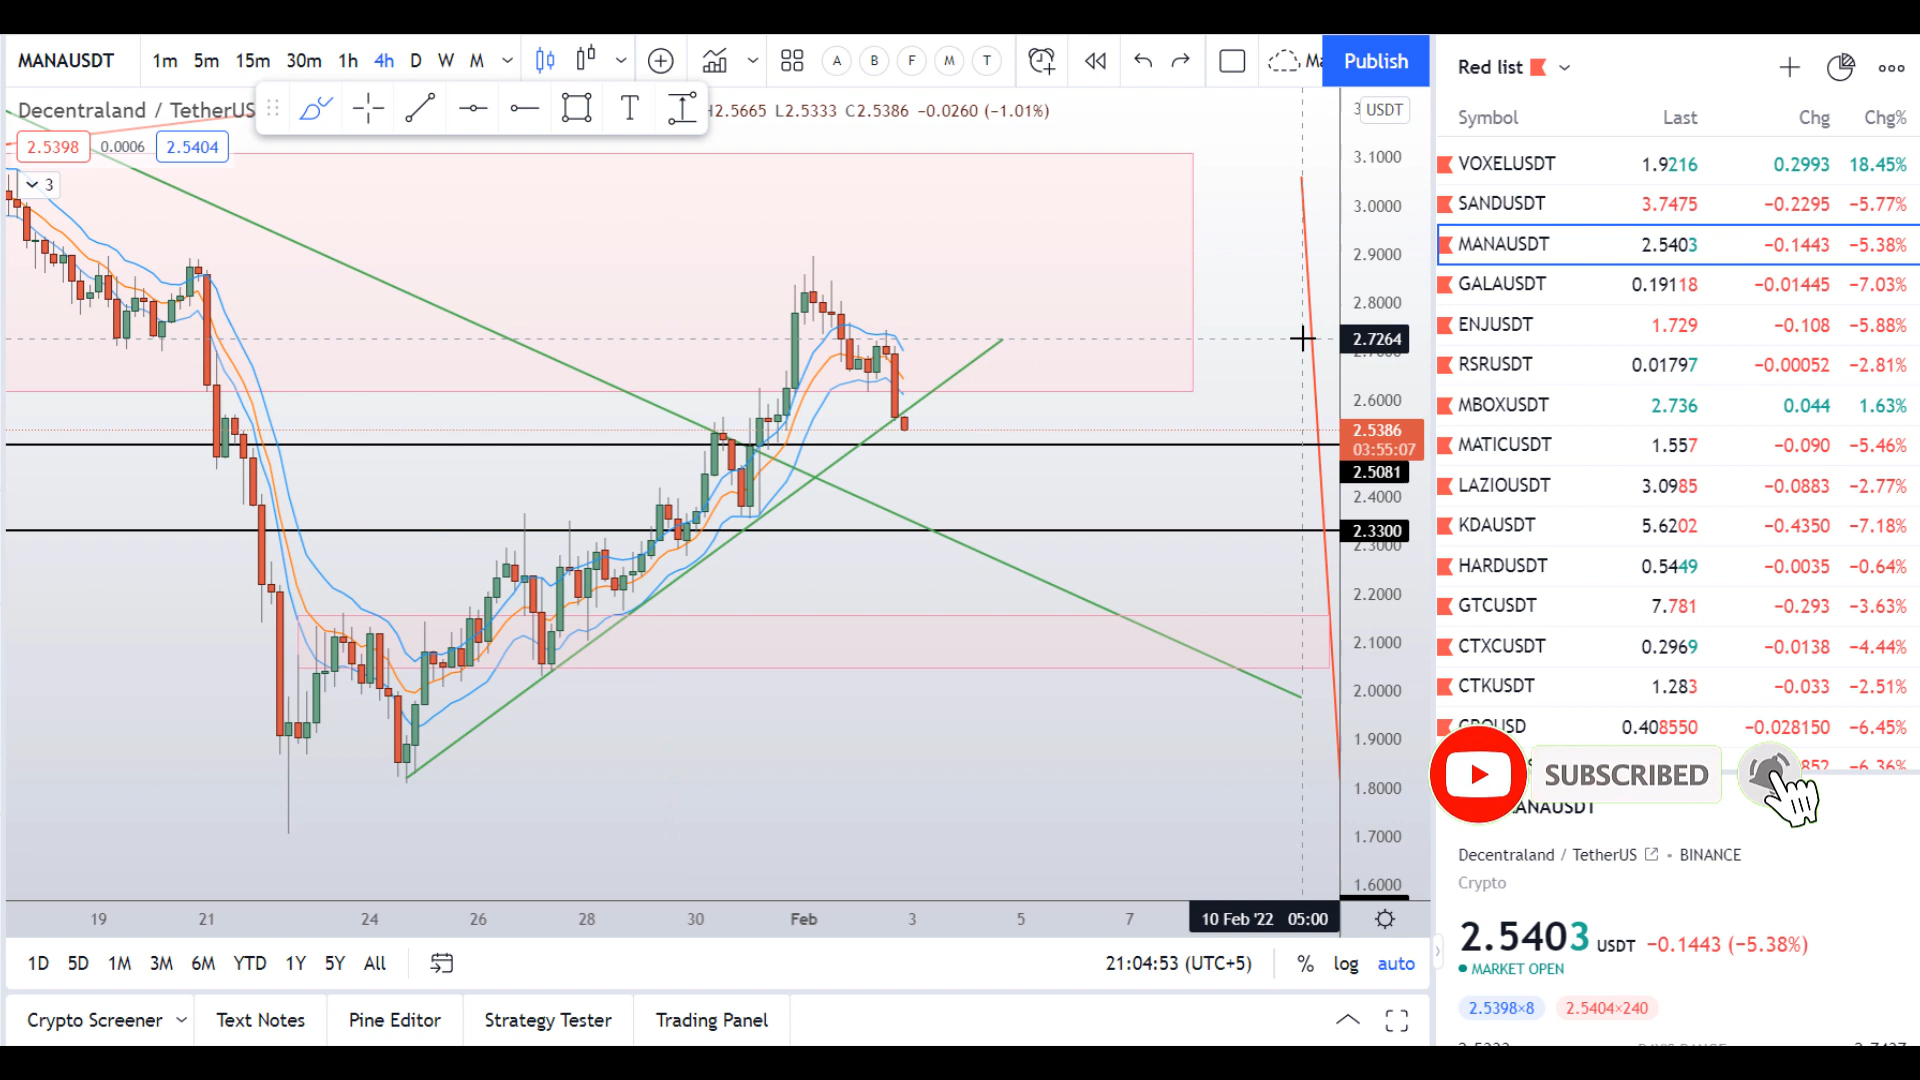 MANAUSDT 1m 5m 15m 30m 1h 4h D W M A B F M T Publish
Decentraland / TetherUS H2.5665 L2.5333 C2.5386 −0.0260 (−1.01%) USDT
2.5398 0.0006 2.5404
3
3.1000
3.0000
2.9000
2.8000
2.7264
2.6000
2.5386
03:55:07
2.5081
2.4000
2.3300
2.3000
2.2000
2.1000
2.0000
1.9000
1.8000
1.7000
1.6000
19 21 24 26 28 30 Feb 3 5 7 10 Feb '22 05:00
1D 5D 1M 3M 6M YTD 1Y 5Y All 21:04:53 (UTC+5) % log auto
Crypto Screener Text Notes Pine Editor Strategy Tester Trading Panel
Red list
Symbol Last Chg Chg%
VOXELUSDT 1.9216 0.2993 18.45%
SANDUSDT 3.7475 −0.2295 −5.77%
MANAUSDT 2.5403 −0.1443 −5.38%
GALAUSDT 0.19118 −0.01445 −7.03%
ENJUSDT 1.729 −0.108 −5.88%
RSRUSDT 0.01797 −0.00052 −2.81%
MBOXUSDT 2.736 0.044 1.63%
MATICUSDT 1.557 −0.090 −5.46%
LAZIOUSDT 3.0985 −0.0883 −2.77%
KDAUSDT 5.6202 −0.4350 −7.18%
HARDUSDT 0.5449 −0.0035 −0.64%
GTCUSDT 7.781 −0.293 −3.63%
CTXCUSDT 0.2969 −0.0138 −4.44%
CTKUSDT 1.283 −0.033 −2.51%
0.408550 −0.028150 −6.45%
−6.36%
SUBSCRIBED
MANAUSDT
Decentraland / TetherUS • BINANCE
Crypto
2.5403 USDT −0.1443 (−5.38%)
MARKET OPEN
2.5398×8 2.5404×240